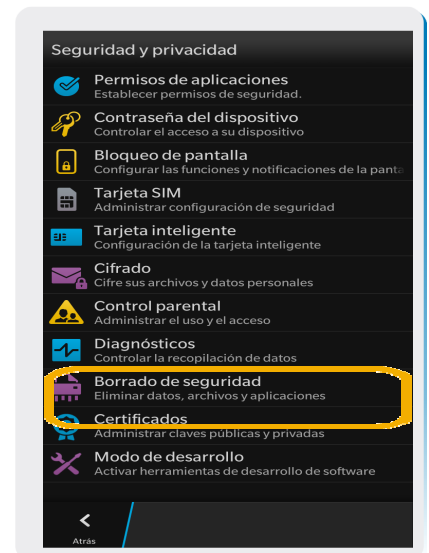 Seguridad y privacidad
Permisos de aplicaciones
Establecer permisos de seguridad.
Contraseña del dispositivo
Controlar el acceso a su dispositivo
Bloqueo de pantalla
Configurar las funciones y notificaciones de la panta
Tarjeta SIM
Administrar configuración de seguridad
Tarjeta inteligente
Configuración de la tarjeta inteligente
Cifrado
Cifre sus archivos y datos personales
Control parental
Administrar el uso y el acceso
Diagnósticos
Controlar la recopilación de datos
Borrado de seguridad
Eliminar datos, archivos y aplicaciones
Certificados
Administrar claves públicas y privadas
Modo de desarrollo
Activar herramientas de desarrollo de software
Atrás